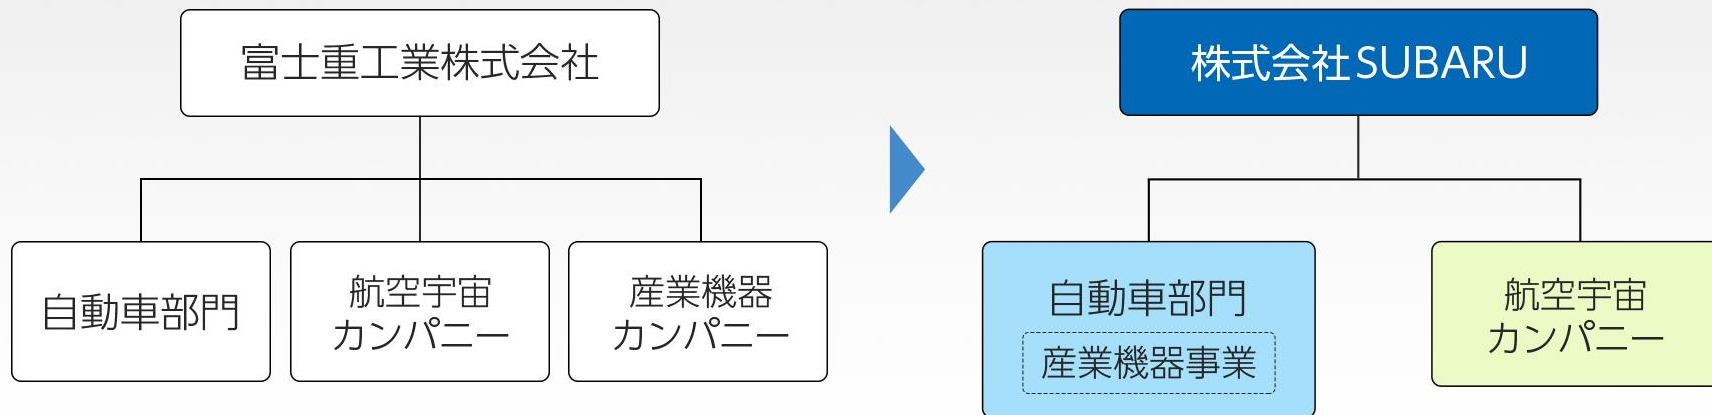 富士重工業株式会社
自動車部門
航空宇宙
カンパニー
産業機器
カンパニー
株式会社SUBARU
自動車部門
産業機器事業
航空宇宙
カンパニー